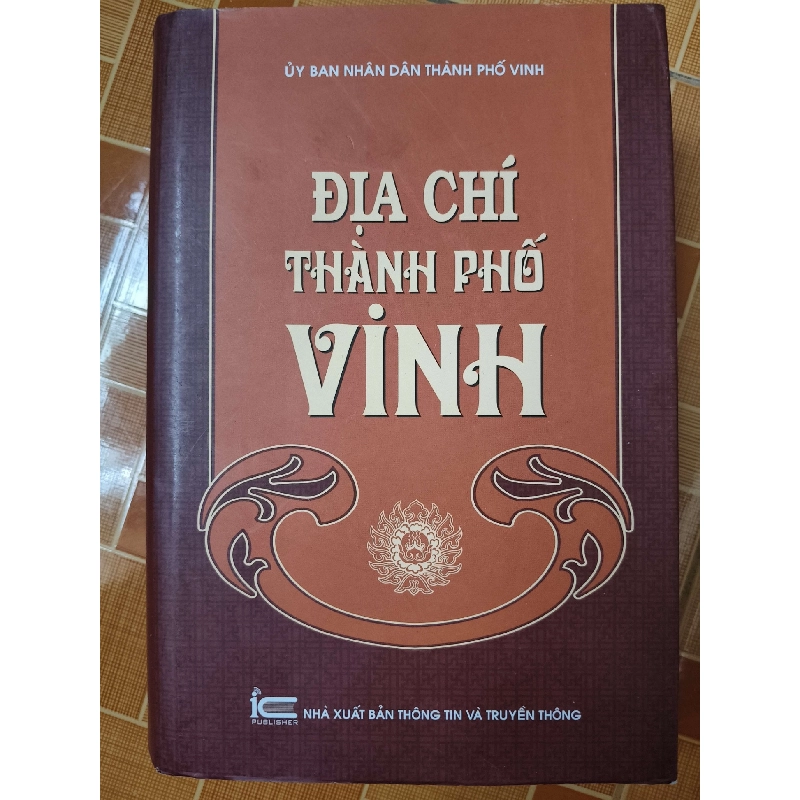 ỦY BAN NHÂN DÂN THÀNH PHỐ VINH
ĐỊA CHÍ
THÀNH PHỐ
VINH
ic
PUBLISHER
NHÀ XUẤT BẢN THÔNG TIN VÀ TRUYỀN THÔNG